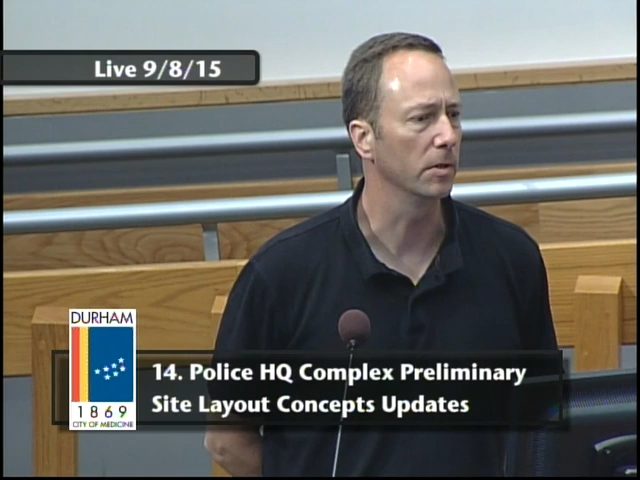 Live 9/8/15
DURHAM
1869
CITY OF MEDICINE
14. Police HQ Complex Preliminary
Site Layout Concepts Updates